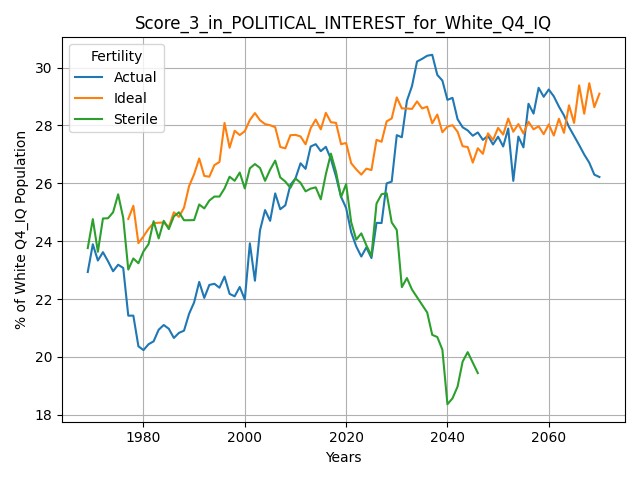 Score_3_in_POLITICAL_INTEREST_for_White_Q4_IQ
Fertility
Actual
Ideal
Sterile
% of White Q4_IQ Population
30
28
26
24
22
20
18
1980
2000
2020
2040
2060
Years